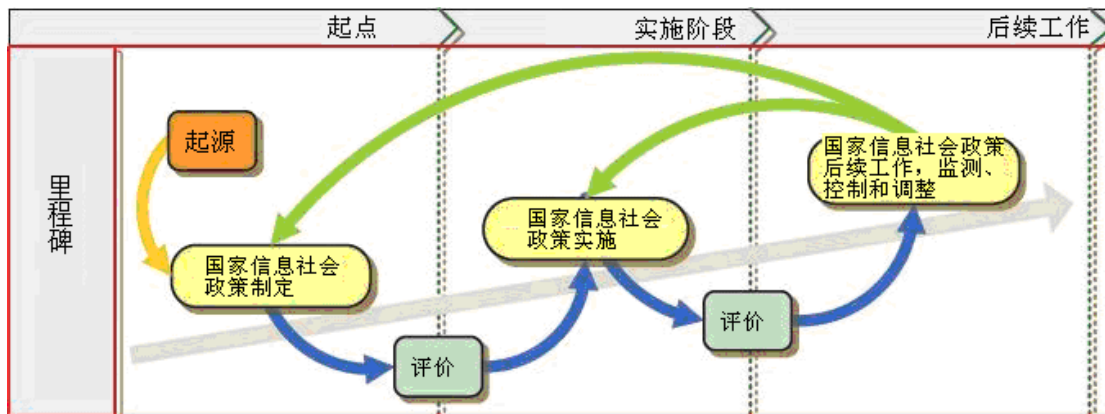 起点
实施阶段
后续工作
里程碑
起源
国家信息社会
政策制定
评价
国家信息社会
政策实施
评价
国家信息社会政策
后续工作，监测、
控制和调整